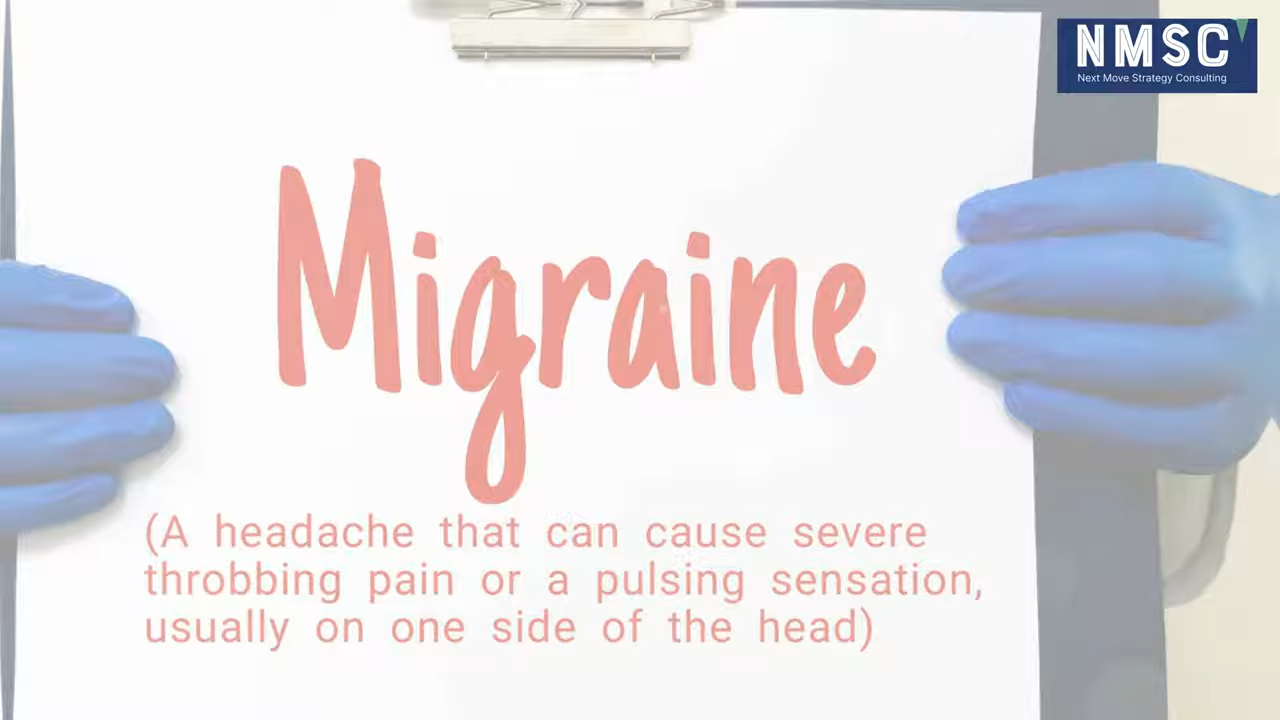 NMSC
Next Move Strategy Consulting
Migraine
(A headache that can cause severe
throbbing pain or a pulsing sensation,
usually on one side of the head)